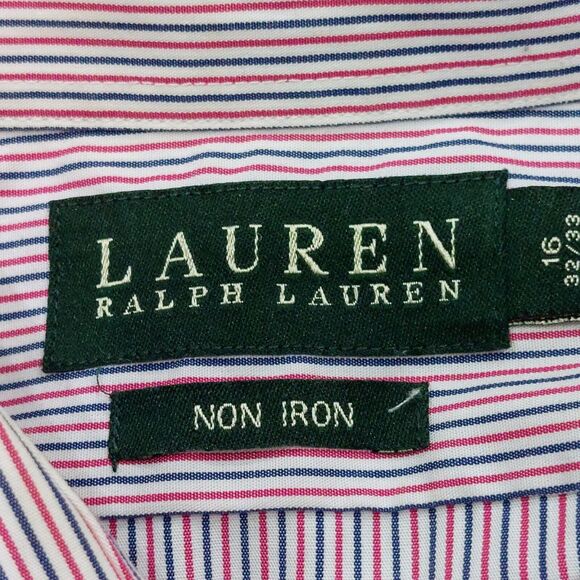 LAUREN
RALPH LAUREN
16
32/33
NON IRON